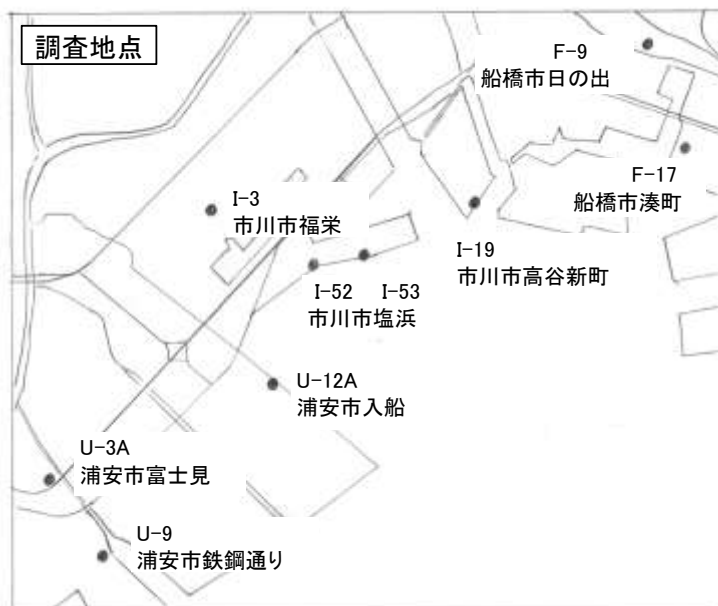 調査地点
F-9
船橋市日の出
F-17
船橋市湊町
I-3
市川市福栄
I-19
市川市高谷新町
I-52 I-53
市川市塩浜
U-12A
浦安市入船
U-3A
浦安市富士見
U-9
浦安市鉄鋼通り